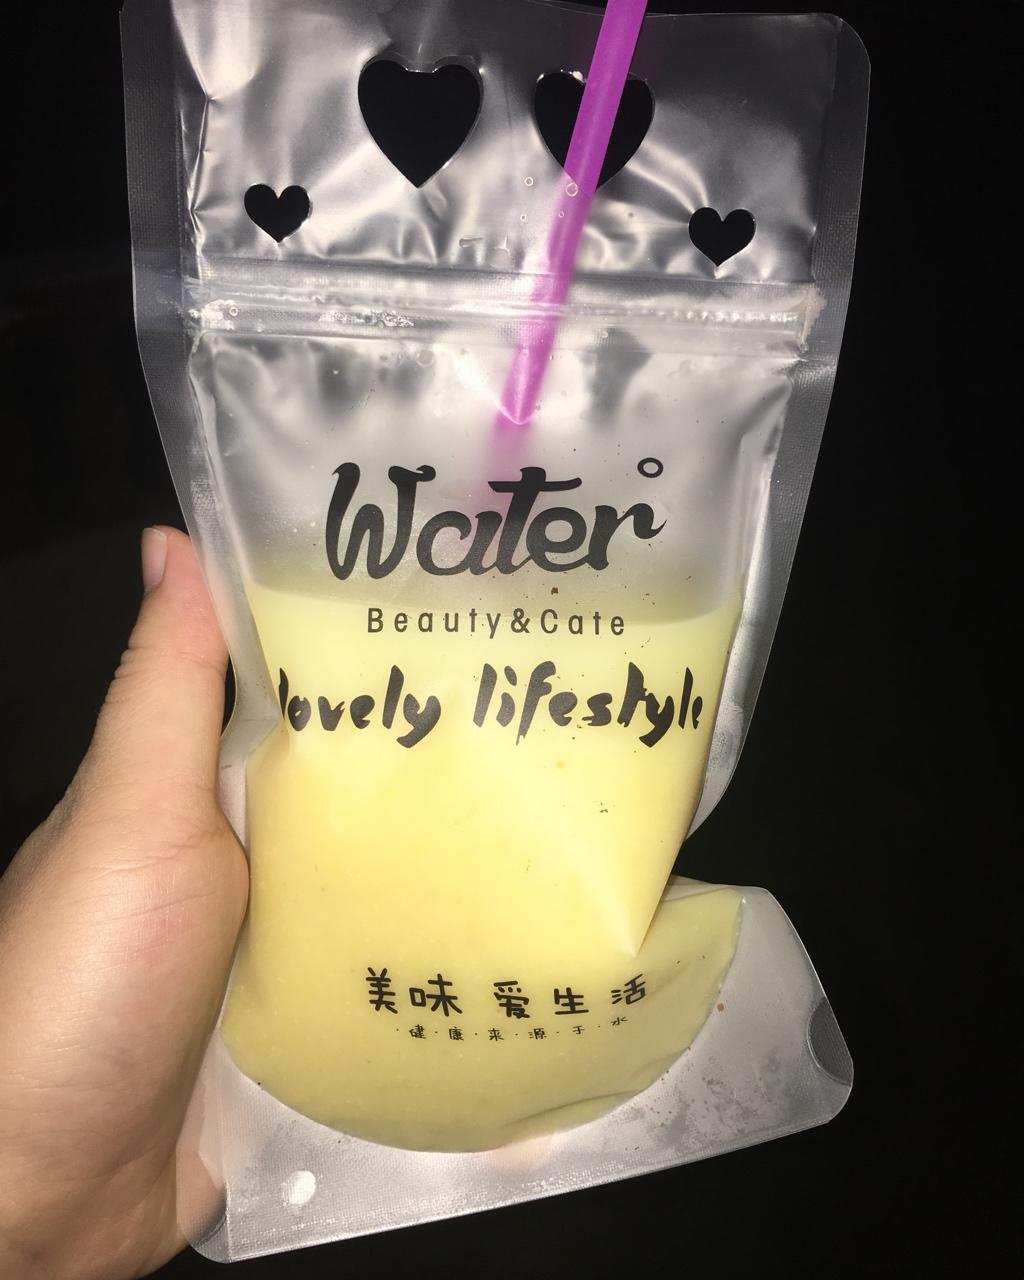 Water°
Beauty&Cate
lovely lifestyle
美味 爱生活
·健·康·来·源·于·水